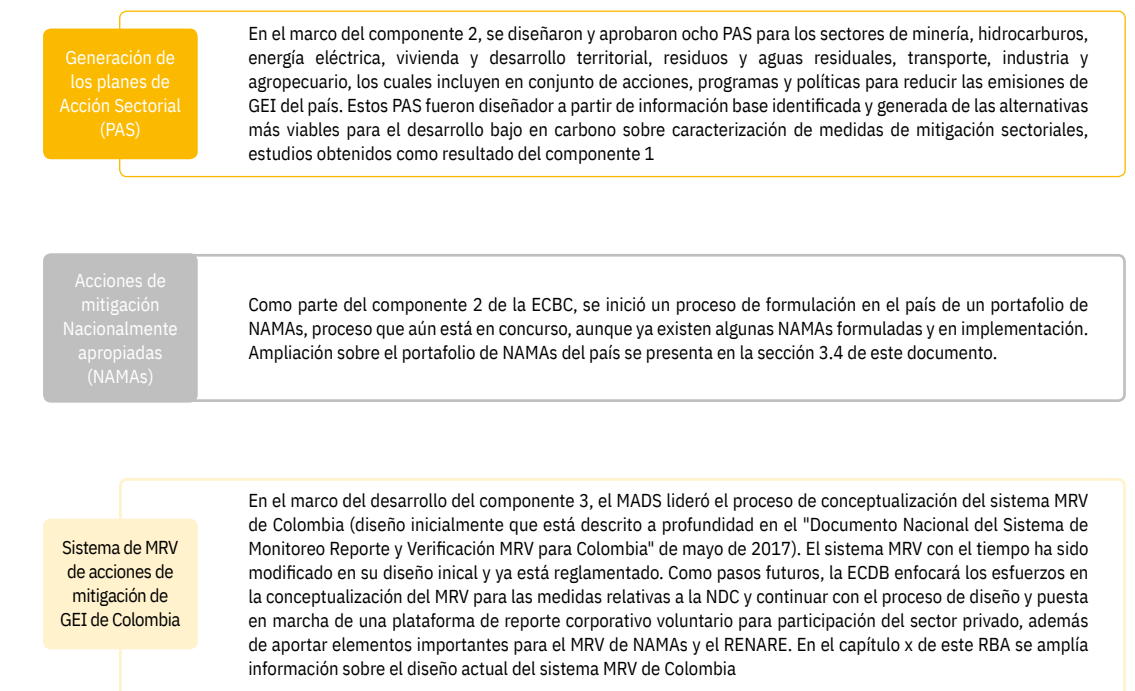 Generación de
los planes de
Acción Sectorial
(PAS)
En el marco del componente 2, se diseñaron y aprobaron ocho PAS para los sectores de minería, hidrocarburos,
energía eléctrica, vivienda y desarrollo territorial, residuos y aguas residuales, transporte, industria y
agropecuario, los cuales incluyen en conjunto de acciones, programas y políticas para reducir las emisiones de
GEI del país. Estos PAS fueron diseñador a partir de información base identificada y generada de las alternativas
más viables para el desarrollo bajo en carbono sobre caracterización de medidas de mitigación sectoriales,
estudios obtenidos como resultado del componente 1
Acciones de
mitigación
Nacionalmente
apropiadas
(NAMAs)
Como parte del componente 2 de la ECBC, se inició un proceso de formulación en el país de un portafolio de
NAMAs, proceso que aún está en concurso, aunque ya existen algunas NAMAs formuladas y en implementación.
Ampliación sobre el portafolio de NAMAs del país se presenta en la sección 3.4 de este documento.
Sistema de MRV
de acciones de
mitigación de
GEI de Colombia
En el marco del desarrollo del componente 3, el MADS lideró el proceso de conceptualización del sistema MRV
de Colombia (diseño inicialmente que está descrito a profundidad en el "Documento Nacional del Sistema de
Monitoreo Reporte y Verificación MRV para Colombia" de mayo de 2017). El sistema MRV con el tiempo ha sido
modificado en su diseño inical y ya está reglamentado. Como pasos futuros, la ECDB enfocará los esfuerzos en
la conceptualización del MRV para las medidas relativas a la NDC y continuar con el proceso de diseño y puesta
en marcha de una plataforma de reporte corporativo voluntario para participación del sector privado, además
de aportar elementos importantes para el MRV de NAMAs y el RENARE. En el capítulo x de este RBA se amplía
información sobre el diseño actual del sistema MRV de Colombia